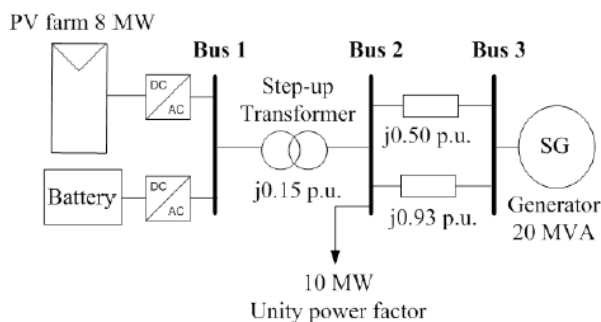 PV farm 8 MW
Bus 1
Bus 2
Bus 3
DC
AC
Step-up
Transformer
j0.15 p.u.
j0.50 p.u.
j0.93 p.u.
SG
Generator
20 MVA
Battery
DC
AC
10 MW
Unity power factor